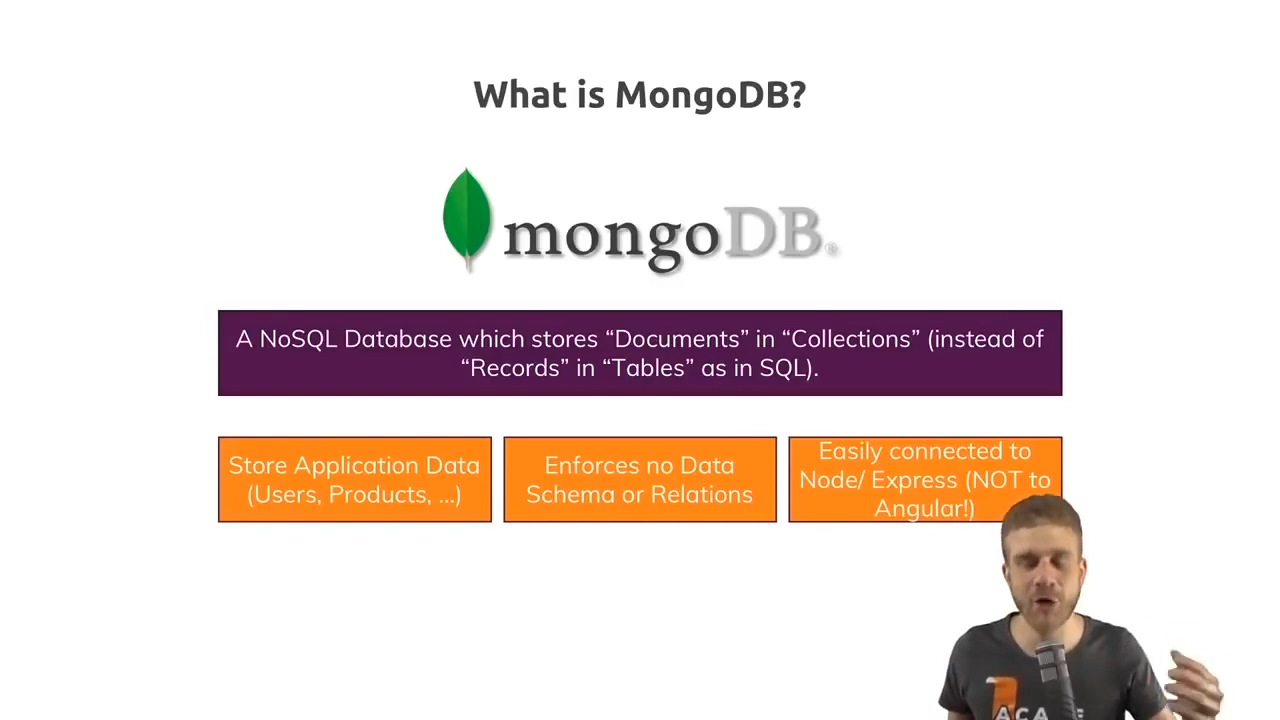 What is MongoDB?
mongoDB®
A NoSQL Database which stores “Documents” in “Collections” (instead of
“Records” in “Tables” as in SQL).
Store Application Data
(Users, Products, ...)
Enforces no Data
Schema or Relations
Easily connected to
Node/ Express (NOT to
Angular!)